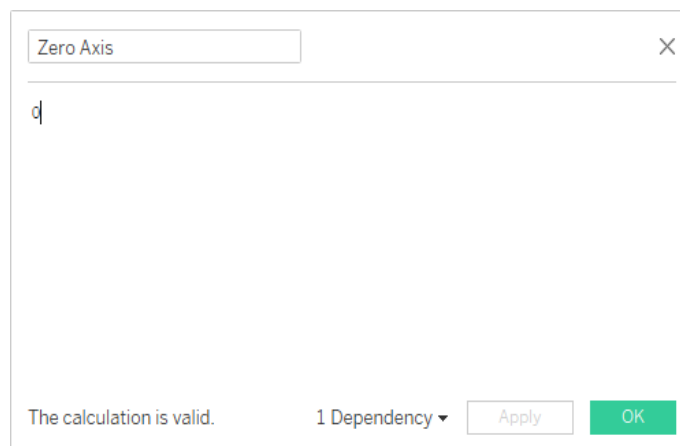 Zero Axis
0
The calculation is valid.
1 Dependency
Apply
OK